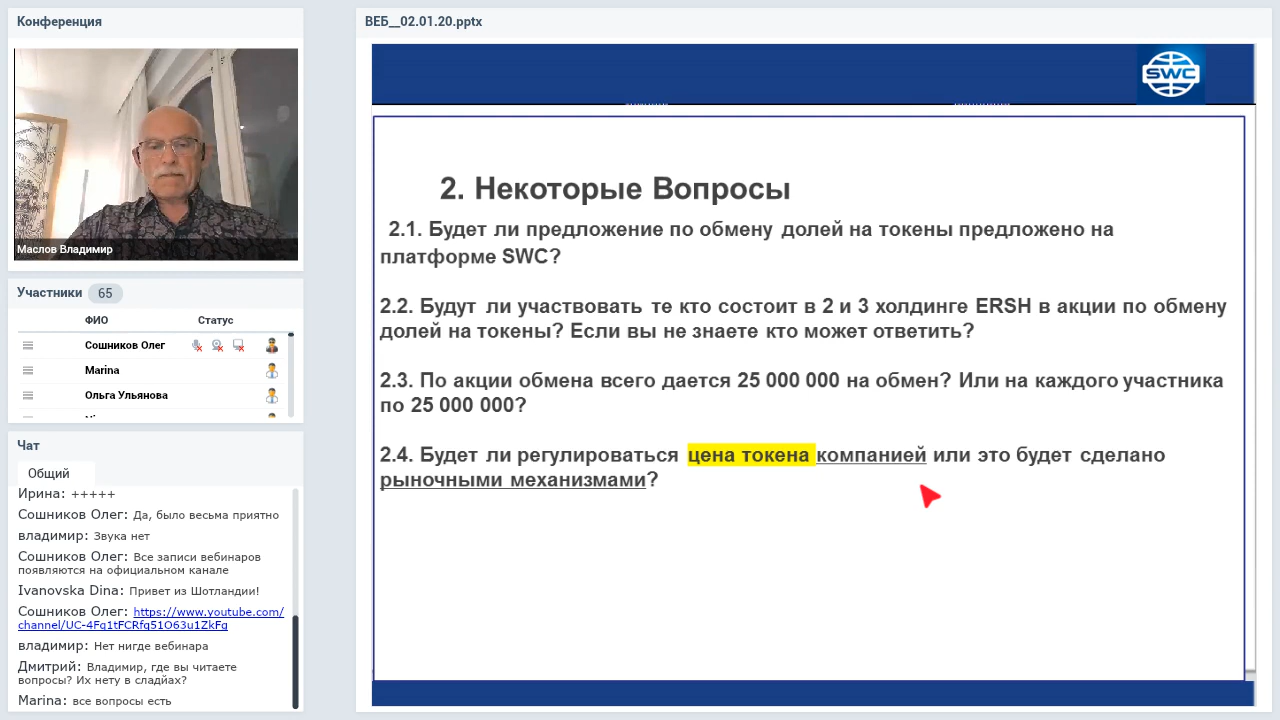 Конференция
Маслов Владимир
Участники 65
ФИО Статус
Сошников Олег
Marina
Ольга Ульянова
Чат
Общий
Ирина: +++++
Сошников Олег: Да, было весьма приятно
владимир: Звука нет
Сошников Олег: Все записи вебинаров
появляются на официальном канале
Ivanovska Dina: Привет из Шотландии!
Сошников Олег: https://www.youtube.com/
channel/UC-4Fq1tFCRfq51O63u1ZkFg
владимир: Нет нигде вебинара
Дмитрий: Владимир, где вы читаете
вопросы? Их нету в сладйах?
Marina: все вопросы есть
ВЕБ__02.01.20.pptx
SWC
2. Некоторые Вопросы
2.1. Будет ли предложение по обмену долей на токены предложено на
платформе SWC?
2.2. Будут ли участвовать те кто состоит в 2 и 3 холдинге ERSH в акции по обмену
долей на токены? Если вы не знаете кто может ответить?
2.3. По акции обмена всего дается 25 000 000 на обмен? Или на каждого участника
по 25 000 000?
2.4. Будет ли регулироваться цена токена компанией или это будет сделано
рыночными механизмами?